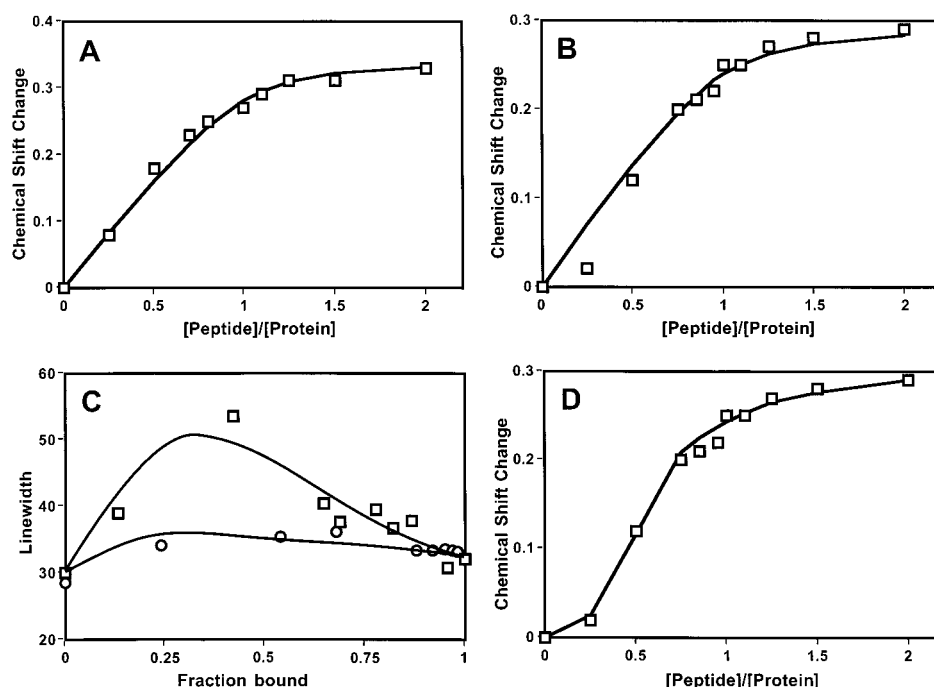 A
Chemical Shift Change
0.4
0.3
0.2
0.1
0
0 0.5 1 1.5 2
[Peptide]/[Protein]
B
Chemical Shift Change
0.3
0.2
0.1
0
0 0.5 1 1.5 2
[Peptide]/[Protein]
C
Linewidth
60
50
40
30
20
0 0.25 0.5 0.75 1
Fraction bound
D
Chemical Shift Change
0.3
0.2
0.1
0
0 0.5 1 1.5 2
[Peptide]/[Protein]